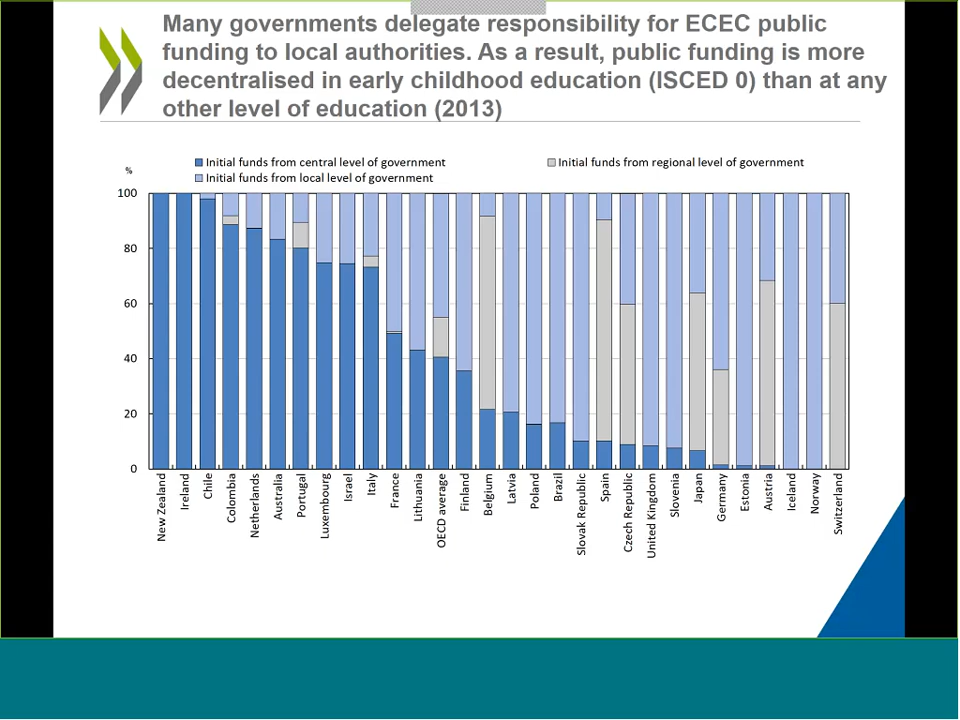 Many governments delegate responsibility for ECEC public
funding to local authorities. As a result, public funding is more
decentralised in early childhood education (ISCED 0) than at any
other level of education (2013)
Initial funds from central level of government
Initial funds from regional level of government
Initial funds from local level of government
%
100
80
60
40
20
0
New Zealand
Ireland
Chile
Colombia
Netherlands
Australia
Portugal
Luxembourg
Israel
Italy
France
Lithuania
OECD average
Finland
Belgium
Latvia
Poland
Brazil
Slovak Republic
Spain
Czech Republic
United Kingdom
Slovenia
Japan
Germany
Estonia
Austria
Iceland
Norway
Switzerland